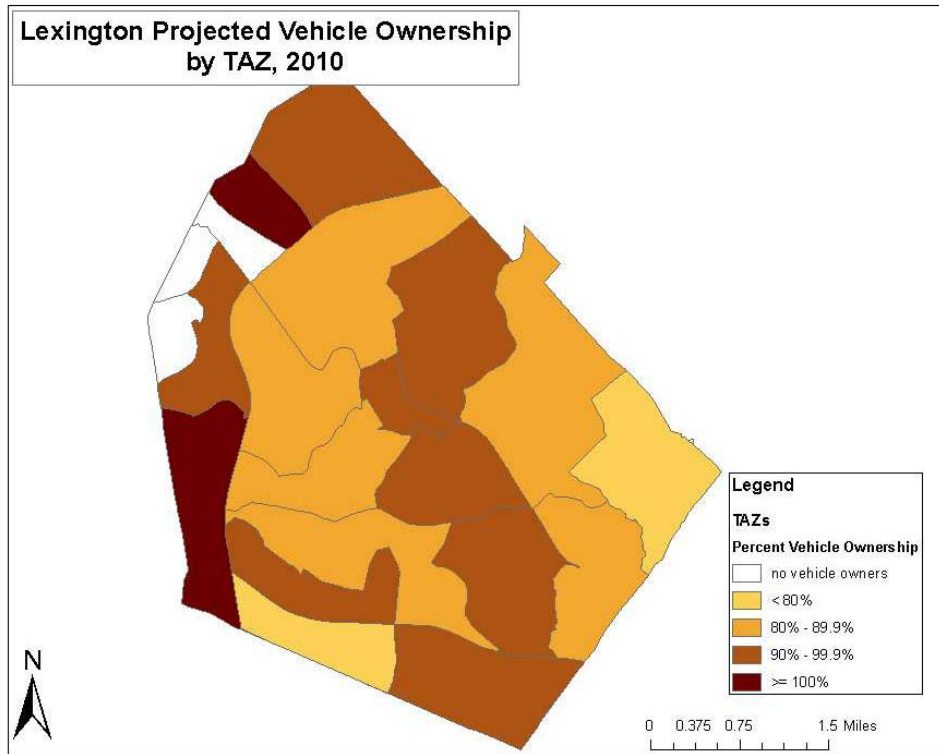 Lexington Projected Vehicle Ownership
by TAZ, 2010
Legend
TAZs
Percent Vehicle Ownership
no vehicle owners
< 80%
80% - 89.9%
90% - 99.9%
>= 100%
N
0 0.375 0.75 1.5 Miles